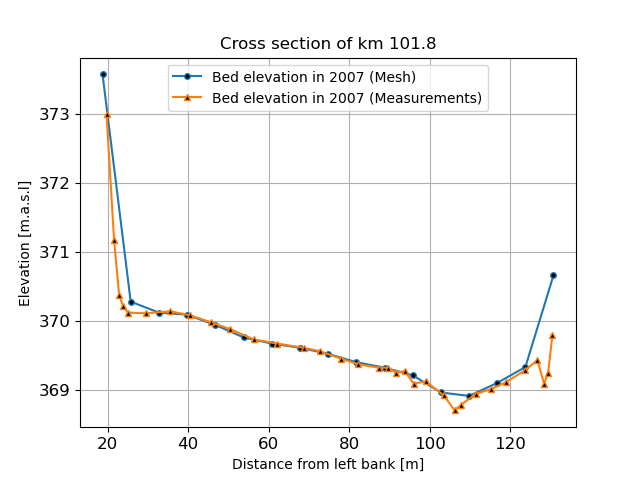 Cross section of km 101.8
Bed elevation in 2007 (Mesh)
Bed elevation in 2007 (Measurements)
373
372
371
370
369
Elevation [m.a.s.l]
20 40 60 80 100 120
Distance from left bank [m]